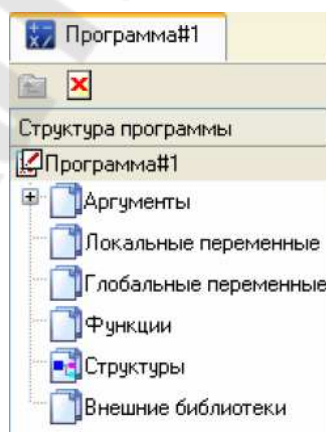 Программа#1
Структура программы
Программа#1
Аргументы
Локальные переменные
Глобальные переменные
Функции
Структуры
Внешние библиотеки